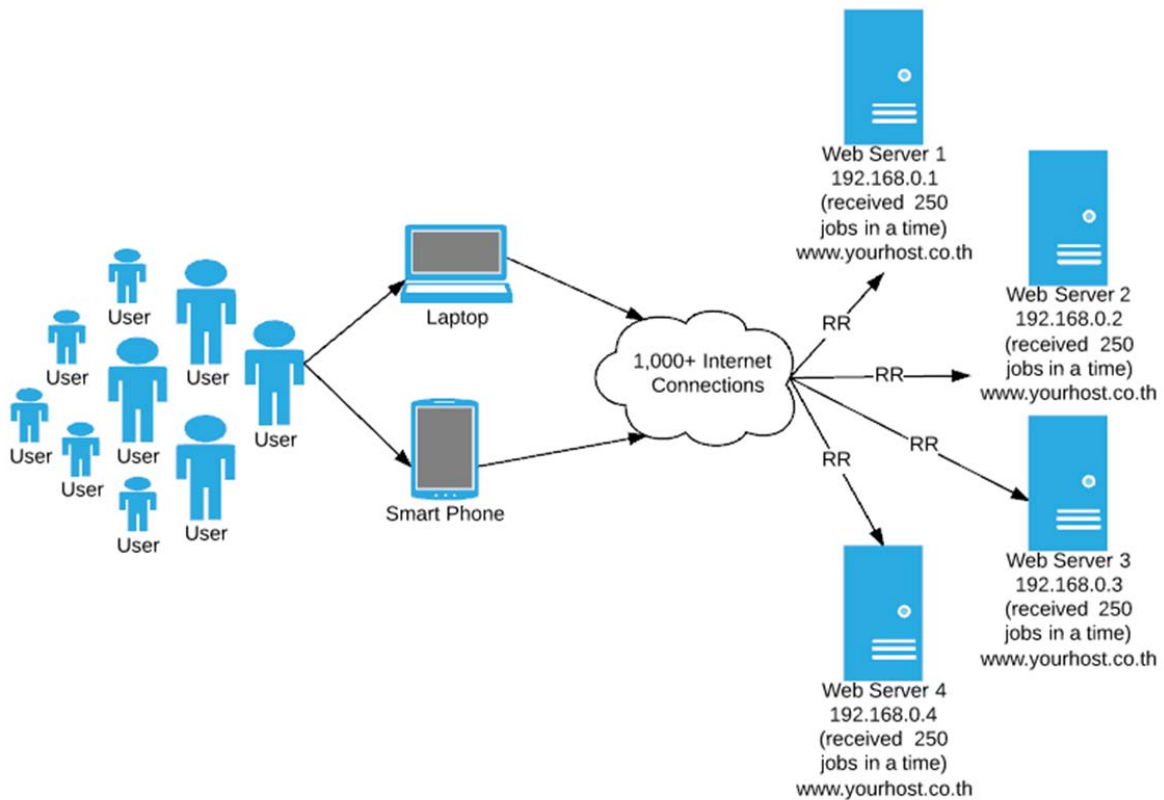 Web Server 1
192.168.0.1
(received 250
jobs in a time)
www.yourhost.co.th
Web Server 2
192.168.0.2
(received 250
jobs in a time)
www.yourhost.co.th
User
User
User
User
User
User
User
User
User
Laptop
Smart Phone
1,000+ Internet
Connections
RR
RR
RR
RR
Web Server 3
192.168.0.3
(received 250
jobs in a time)
www.yourhost.co.th
Web Server 4
192.168.0.4
(received 250
jobs in a time)
www.yourhost.co.th